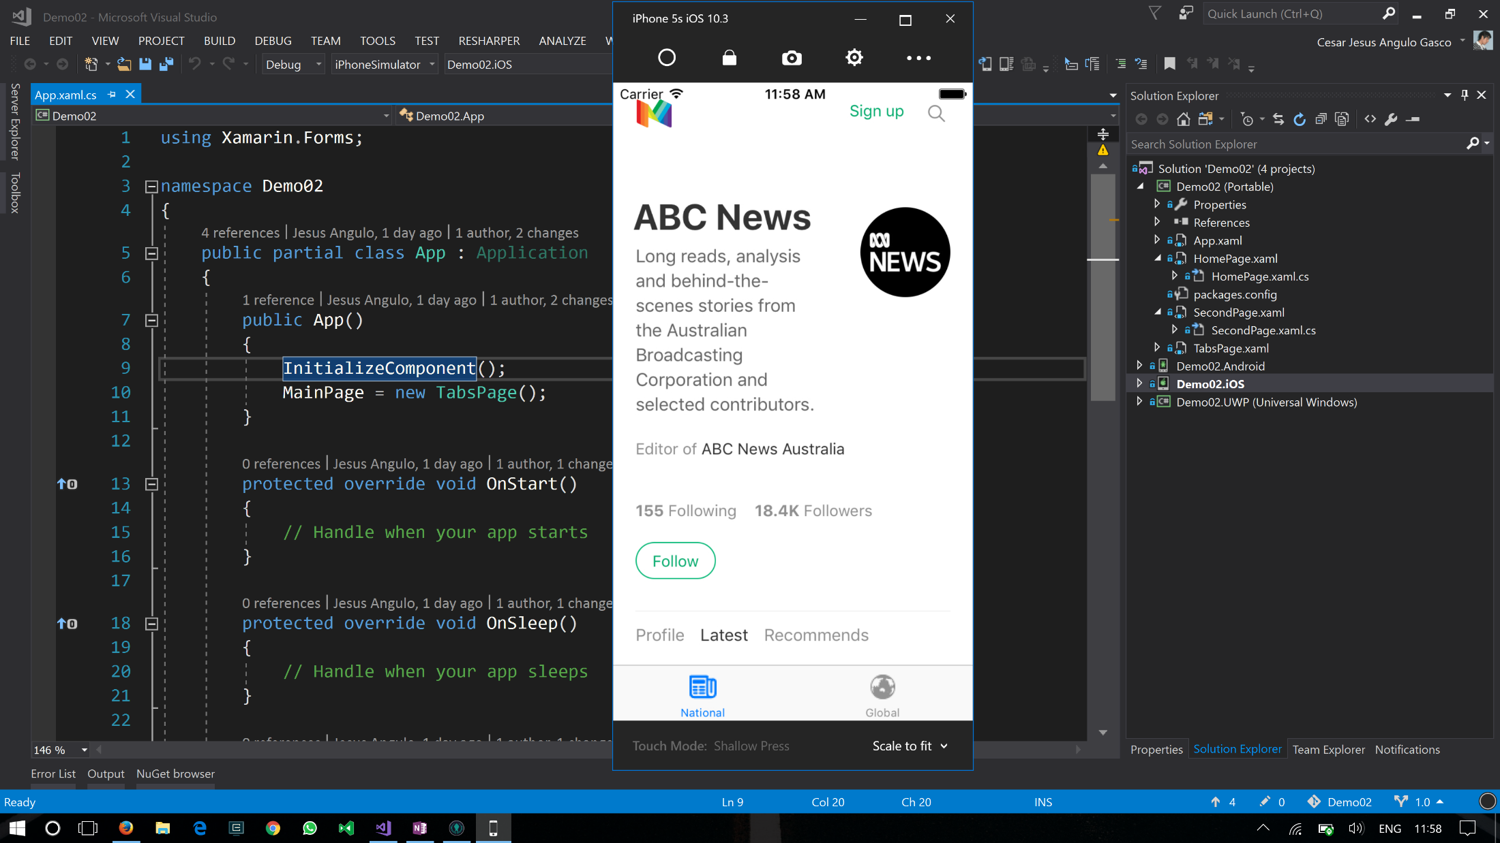 Demo02 - Microsoft Visual Studio
Quick Launch (Ctrl+Q)
FILE EDIT VIEW PROJECT BUILD DEBUG TEAM TOOLS TEST RESHARPER ANALYZE
Cesar Jesus Angulo Gasco
Debug iPhoneSimulator Demo02.iOS
Server Explorer
Toolbox
App.xaml.cs
Demo02 Demo02.App
1 using Xamarin.Forms;
2
3 namespace Demo02
4 {
4 references | Jesus Angulo, 1 day ago | 1 author, 2 changes
5 public partial class App : Application
6 {
1 reference | Jesus Angulo, 1 day ago | 1 author, 2 changes
7 public App()
8 {
9 InitializeComponent();
10 MainPage = new TabsPage();
11 }
12
0 references | Jesus Angulo, 1 day ago | 1 author, 1 change
13 protected override void OnStart()
14 {
15 // Handle when your app starts
16 }
17
0 references | Jesus Angulo, 1 day ago | 1 author, 1 change
18 protected override void OnSleep()
19 {
20 // Handle when your app sleeps
21 }
22
146 %
iPhone 5s iOS 10.3
Carrier 11:58 AM
Sign up
ABC News
Long reads, analysis
and behind-the-
scenes stories from
the Australian
Broadcasting
Corporation and
selected contributors.
NEWS
Editor of ABC News Australia
155 Following 18.4K Followers
Follow
Profile Latest Recommends
National Global
Touch Mode: Shallow Press Scale to fit
Solution Explorer
Search Solution Explorer
Solution 'Demo02' (4 projects)
Demo02 (Portable)
Properties
References
App.xaml
HomePage.xaml
HomePage.xaml.cs
packages.config
SecondPage.xaml
SecondPage.xaml.cs
TabsPage.xaml
Demo02.Android
Demo02.iOS
Demo02.UWP (Universal Windows)
Properties Solution Explorer Team Explorer Notifications
Error List Output NuGet browser
Ready Ln 9 Col 20 Ch 20 INS 4 0 Demo02 1.0
ENG 11:58